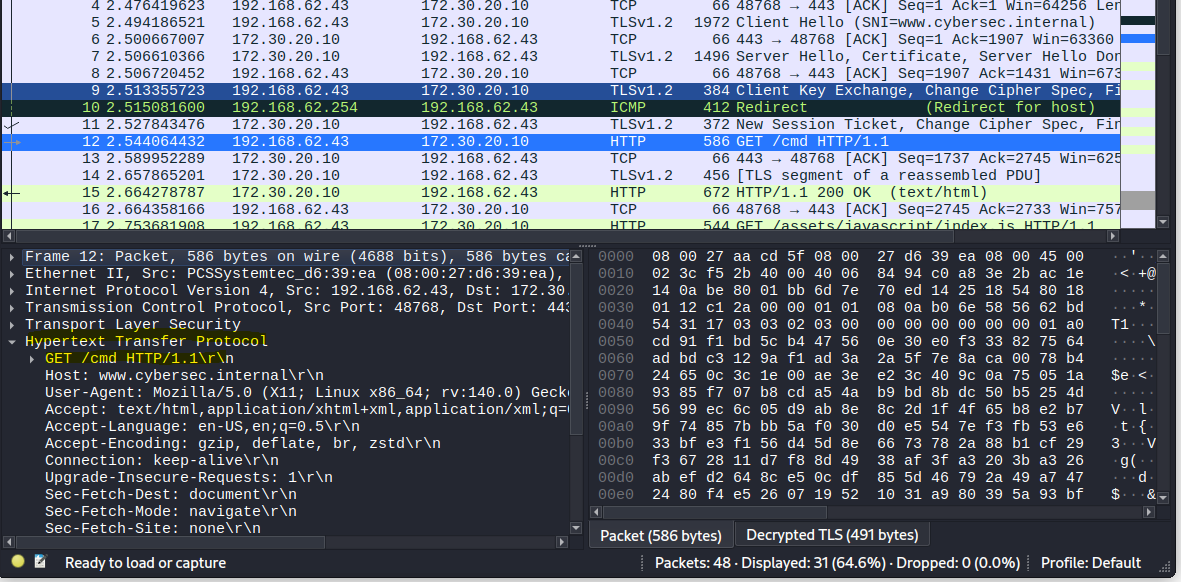 4 2.476419623 192.168.62.43 172.30.20.10 TCP 66 48768 → 443 [ACK] Seq=1 Ack=1 Win=64256 Len
5 2.494186521 192.168.62.43 172.30.20.10 TLSv1.2 1972 Client Hello (SNI=www.cybersec.internal)
6 2.500667007 172.30.20.10 192.168.62.43 TCP 66 443 → 48768 [ACK] Seq=1 Ack=1907 Win=63360
7 2.506610366 172.30.20.10 192.168.62.43 TLSv1.2 1496 Server Hello, Certificate, Server Hello Don
8 2.506720452 192.168.62.43 172.30.20.10 TCP 66 48768 → 443 [ACK] Seq=1907 Ack=1431 Win=673
9 2.513355723 192.168.62.43 172.30.20.10 TLSv1.2 384 Client Key Exchange, Change Cipher Spec, Fi
10 2.515081600 192.168.62.254 192.168.62.43 ICMP 412 Redirect (Redirect for host)
11 2.527843476 172.30.20.10 192.168.62.43 TLSv1.2 372 New Session Ticket, Change Cipher Spec, Fin
12 2.544064432 192.168.62.43 172.30.20.10 HTTP 586 GET /cmd HTTP/1.1
13 2.589952289 172.30.20.10 192.168.62.43 TCP 66 443 → 48768 [ACK] Seq=1737 Ack=2745 Win=625
14 2.657865201 172.30.20.10 192.168.62.43 TLSv1.2 456 [TLS segment of a reassembled PDU]
15 2.664278787 172.30.20.10 192.168.62.43 HTTP 672 HTTP/1.1 200 OK (text/html)
16 2.664358166 192.168.62.43 172.30.20.10 TCP 66 48768 → 443 [ACK] Seq=2745 Ack=2733 Win=757
17 2.753681908 192.168.62.43 172.30.20.10 HTTP 544 GET /assets/javascript/index.js HTTP/1.1
Frame 12: Packet, 586 bytes on wire (4688 bits), 586 bytes ca
Ethernet II, Src: PCSSystemtec_d6:39:ea (08:00:27:d6:39:ea),
Internet Protocol Version 4, Src: 192.168.62.43, Dst: 172.30.
Transmission Control Protocol, Src Port: 48768, Dst Port: 443
Transport Layer Security
Hypertext Transfer Protocol
GET /cmd HTTP/1.1\r\n
Host: www.cybersec.internal\r\n
User-Agent: Mozilla/5.0 (X11; Linux x86_64; rv:140.0) Geck
Accept: text/html,application/xhtml+xml,application/xml;q=
Accept-Language: en-US,en;q=0.5\r\n
Accept-Encoding: gzip, deflate, br, zstd\r\n
Connection: keep-alive\r\n
Upgrade-Insecure-Requests: 1\r\n
Sec-Fetch-Dest: document\r\n
Sec-Fetch-Mode: navigate\r\n
Sec-Fetch-Site: none\r\n
0000 08 00 27 aa cd 5f 08 00 27 d6 39 ea 08 00 45 00 ··'··
0010 02 3c f5 2b 40 00 40 06 84 94 c0 a8 3e 2b ac 1e ·<·+@
0020 14 0a be 80 01 bb 6d 7e 70 ed 14 25 18 54 80 18 ·····
0030 01 12 c1 2a 00 00 01 01 08 0a b0 6e 58 56 62 bd ···*·
0040 54 31 17 03 03 02 03 00 00 00 00 00 00 00 01 a0 T1···
0050 cd 91 f1 bd 5c b4 47 56 0e 30 e0 f3 33 82 75 64 ····\
0060 ad bd c3 12 9a f1 ad 3a 2a 5f 7e 8a ca 00 78 b4 ·····
0070 24 65 0c 3c 1e 00 ae 3e e2 3c 40 9c 0a 75 05 1a $e·<·
0080 93 85 f7 07 b8 cd a5 4a b9 bd 8b dc 50 b5 25 4d ·····
0090 56 99 ec 6c 05 d9 ab 8e 8c 2d 1f 4f 65 b8 e2 b7 V··l·
00a0 9f 74 85 7b bb 5a f0 30 d0 e5 54 7e f3 fb 53 e6 ·t·{·
00b0 33 bf e3 f1 56 d4 5d 8e 66 73 78 2a 88 b1 cf 29 3···V
00c0 f3 67 28 11 d7 f8 8d 49 38 af 3f a3 20 3b a3 26 ·g(··
00d0 ab ef d2 64 8c e5 0c df 85 5d 46 79 2a 49 a7 47 ···d·
00e0 24 80 f4 e5 26 07 19 52 10 31 a9 80 39 5a 93 bf $···&
Packet (586 bytes) Decrypted TLS (491 bytes)
Ready to load or capture Packets: 48 · Displayed: 31 (64.6%) · Dropped: 0 (0.0%) Profile: Default